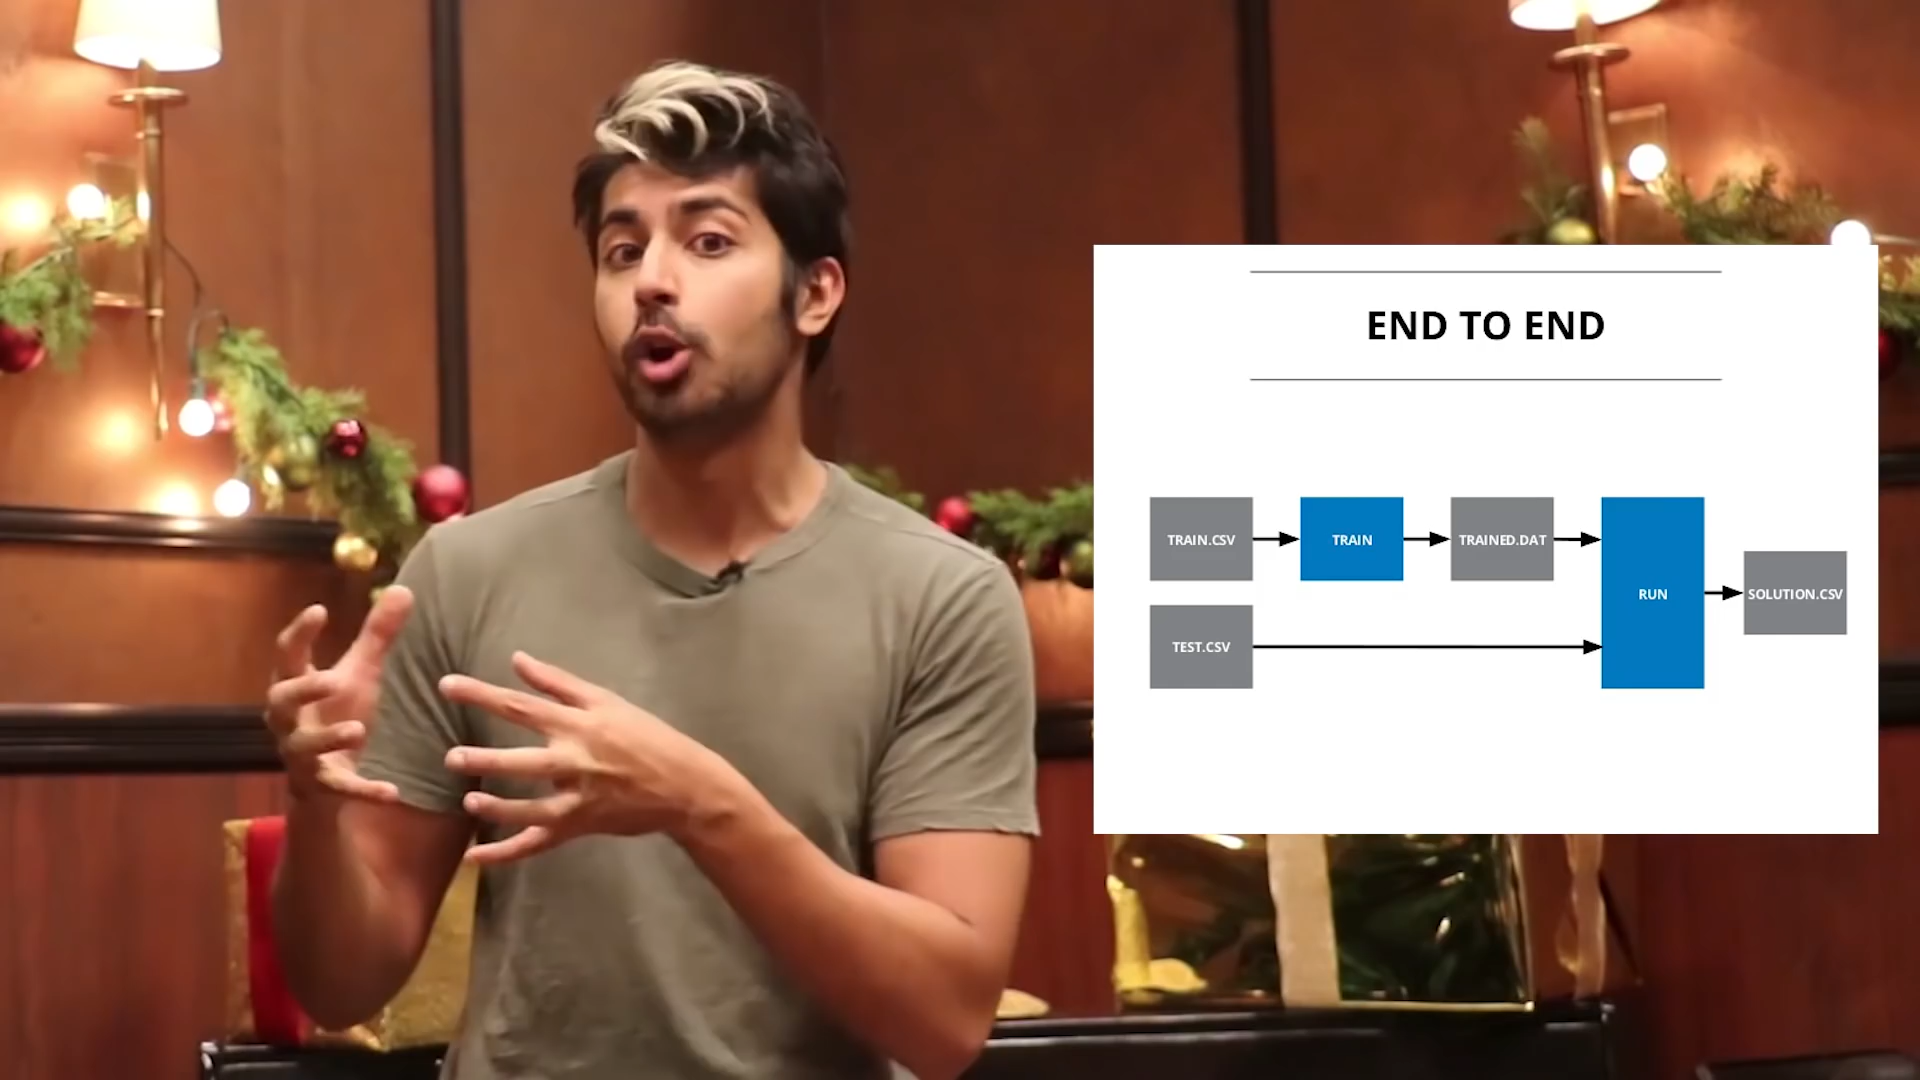 END TO END
TRAIN.CSV
TRAIN
TRAINED.DAT
RUN
SOLUTION.CSV
TEST.CSV